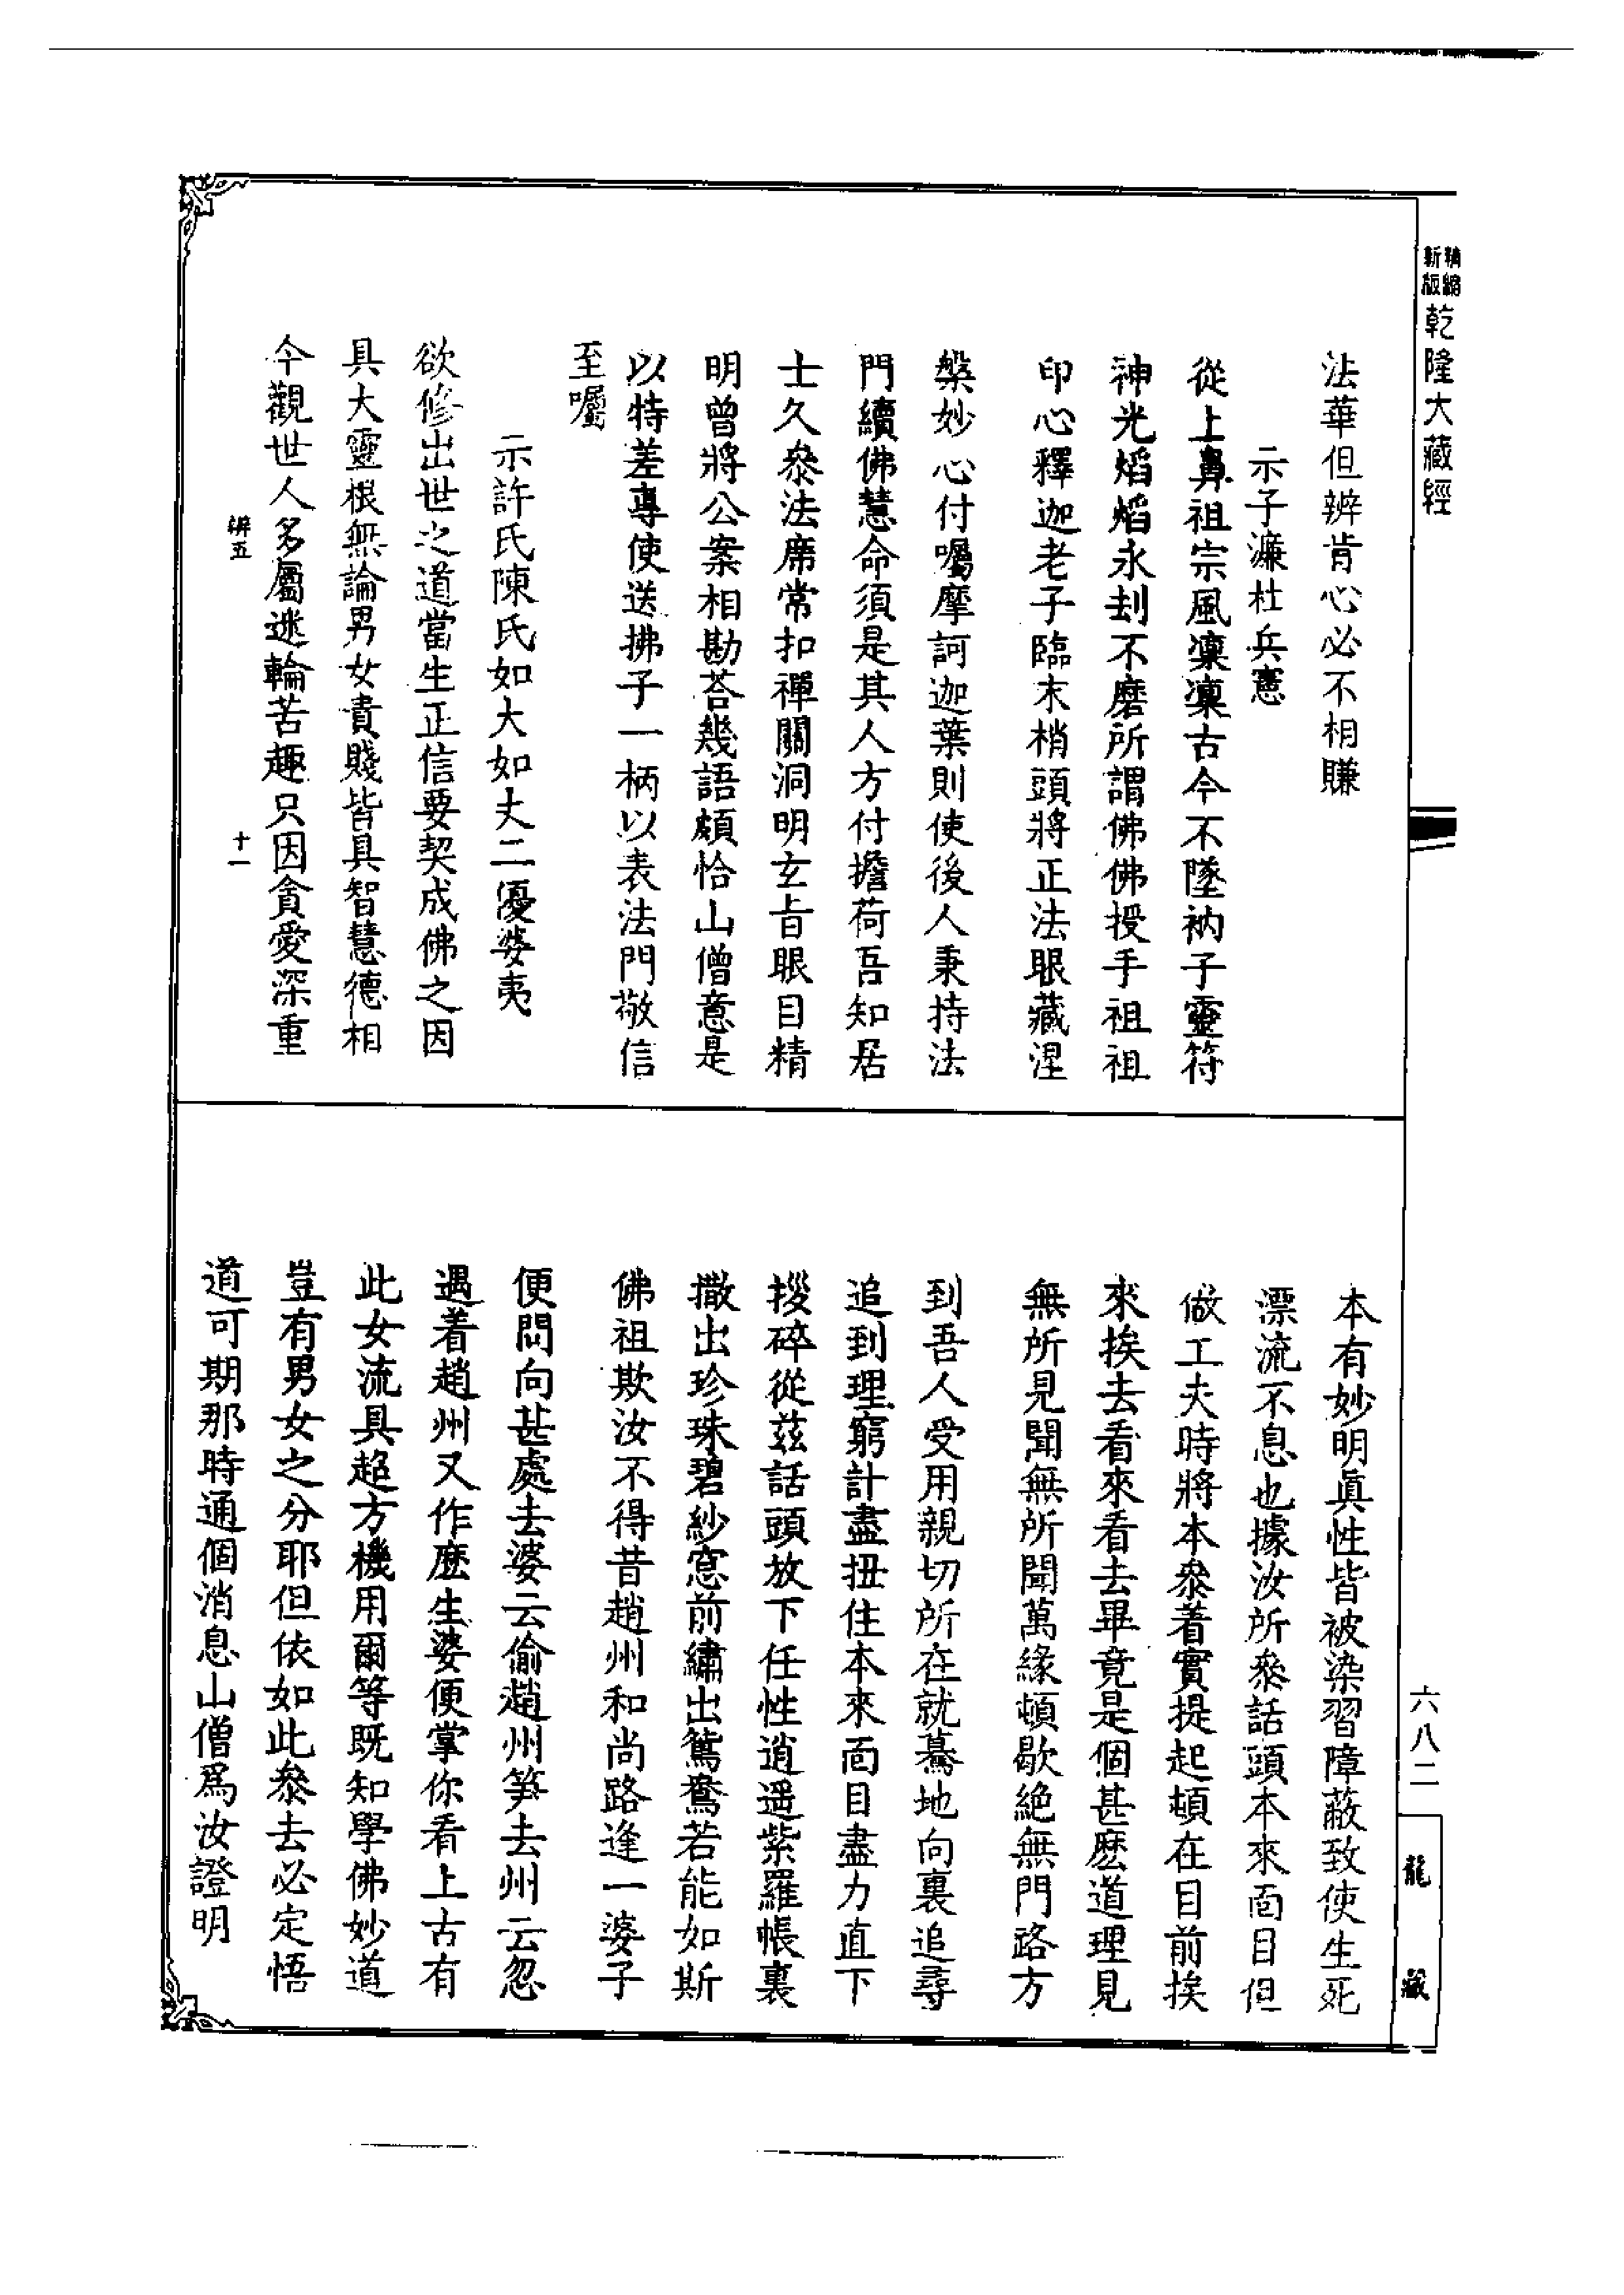 精縮新版乾隆大藏經
法華但辨肯心必不相賺
示子濂杜兵憲
從上鼻祖宗風凜凜古今不墜衲子靈符
神光焰焰永刼不磨所謂佛佛授手祖祖
印心釋迦老子臨末梢頭將正法眼藏涅
槃妙心付囑摩訶迦葉則使後人秉持法
門續佛慧命須是其人方付擔荷吾知居
士久叅法席常扣禪關洞明玄旨眼目精
明曾將公案相勘荅幾語頗恰山僧意是
以特差專使送拂子一柄以表法門敬信
至囑
示許氏陳氏如大如丈二優婆夷
欲修出世之道當生正信要契成佛之因
具大靈根無論男女貴賤皆具智慧德相
今觀世人多屬迷輪苦趣只因貪愛深重
辨五 十一
本有妙明眞性皆被染習障蔽致使生死
漂流不息也據汝所叅話頭本來面目但
做工夫時將本叅着實提起頓在目前挨
來挨去看來看去畢竟是個甚麽道理見
無所見聞無所聞萬緣頓歇絶無門路方
到吾人受用親切所在就驀地向裏追尋
追到理窮計盡扭住本來面目盡力直下
拶碎從茲話頭放下任性逍遥紫羅帳裏
撒出珍珠碧紗窓前繡出鴛鴦若能如斯
佛祖欺汝不得昔趙州和尚路逢一婆子
便問向甚處去婆云偷趙州笋去州云忽
遇着趙州又作麽生婆便掌你看上古有
此女流具超方機用爾等既知學佛妙道
豈有男女之分耶但依如此叅去必定悟
道可期那時通個消息山僧爲汝證明
六八二
龍藏